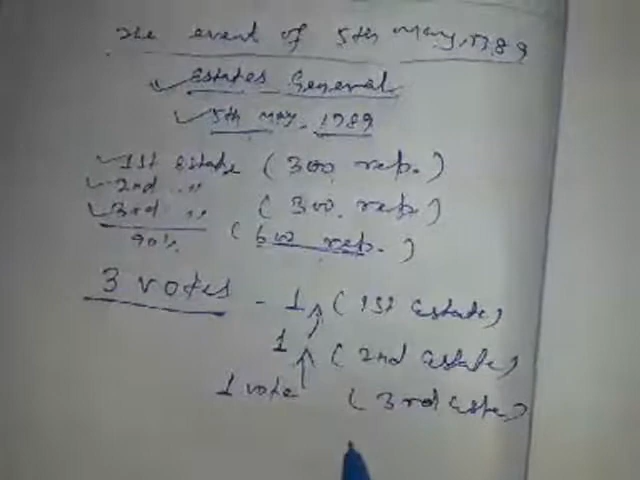 The event of 5th May, 1789
Estates General
5th May, 1789
1st Estate (300 rep.)
2nd " (300 rep.)
3rd " (600 rep.)
90%
3 votes - 1 (1st Estate)
1 (2nd Estate)
1 vote (3rd Este)